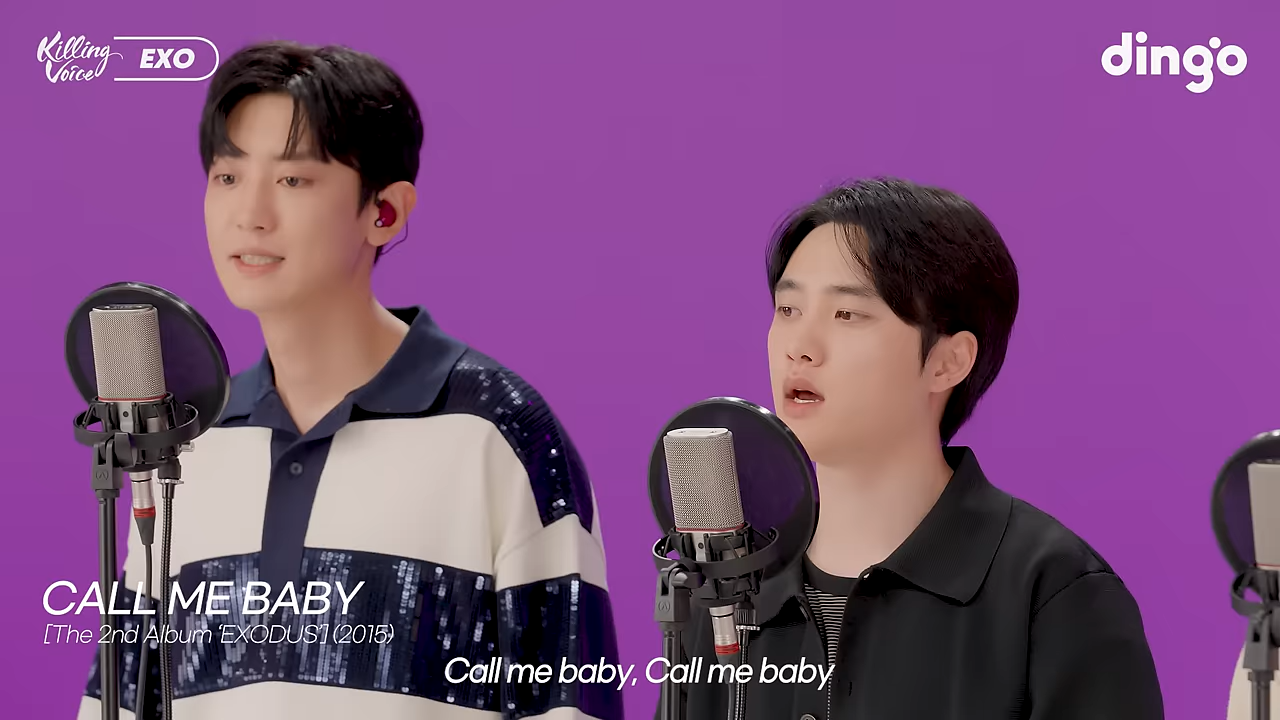 Killing
Voice
EXO
dingo
CALL ME BABY
[The 2nd Album 'EXODUS'] (2015)
Call me baby, Call me baby